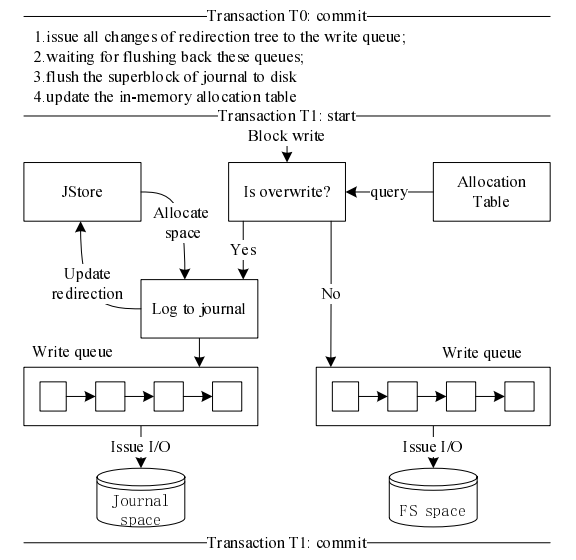 Transaction T0: commit
1.issue all changes of redirection tree to the write queue;
2.waiting for flushing back these queues;
3.flush the superblock of journal to disk
4.update the in-memory allocation table
Transaction T1: start
Block write
JStore
Is overwrite?
query
Allocation
Table
Allocate
space
Yes
Update
redirection
Log to journal
No
Write queue
Write queue
Issue I/O
Issue I/O
Journal
space
FS space
Transaction T1: commit